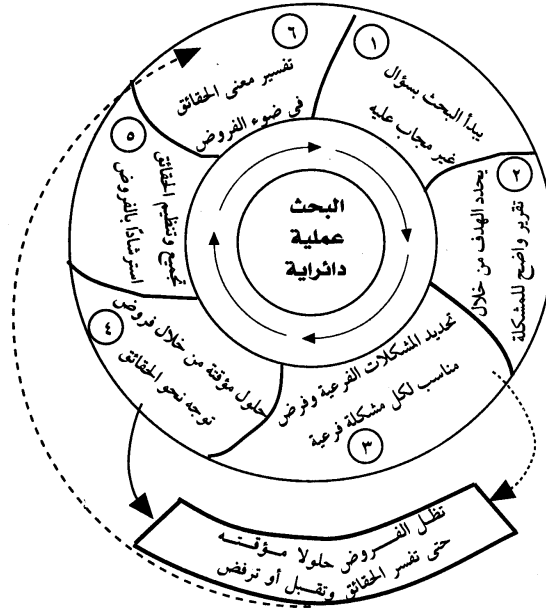 ١
يبدأ البحث بسؤال
غير مجاب عليه
٢
يحدد الهدف من خلال
تقرير واضح للمشكلة
تحديد المشكلات الفرعية وفرض
مناسب لكل مشكلة فرعية
٣
٤
حلول مؤقتة من خلال فروض
توجه نحو الحقائق
٥
تجميع وتنظيم الحقائق
استرشادًا بالفروض
٦
تفسير معنى الحقائق
في ضوء الفروض
البحث
عملية
دائراية
تظل الفروض حلولا مؤقته
حتى تفسر الحقائق وتقبل أو ترفض